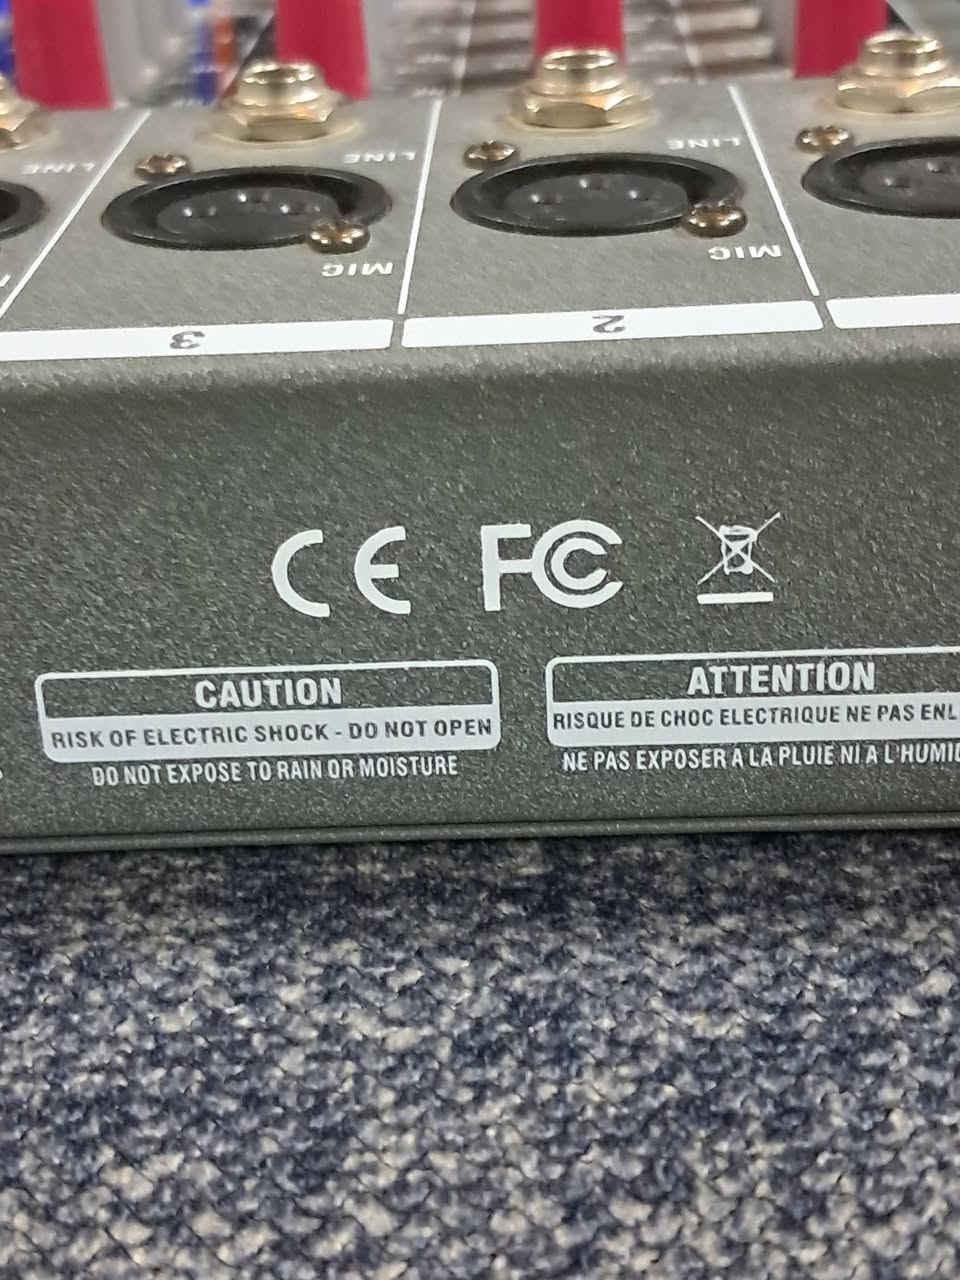 LINE
LINE
LINE
MIC
MIC
3
2
CE FC
CAUTION
RISK OF ELECTRIC SHOCK - DO NOT OPEN
DO NOT EXPOSE TO RAIN OR MOISTURE
ATTENTION
RISQUE DE CHOC ELECTRIQUE NE PAS
NE PAS EXPOSER A LA PLUIE NI A